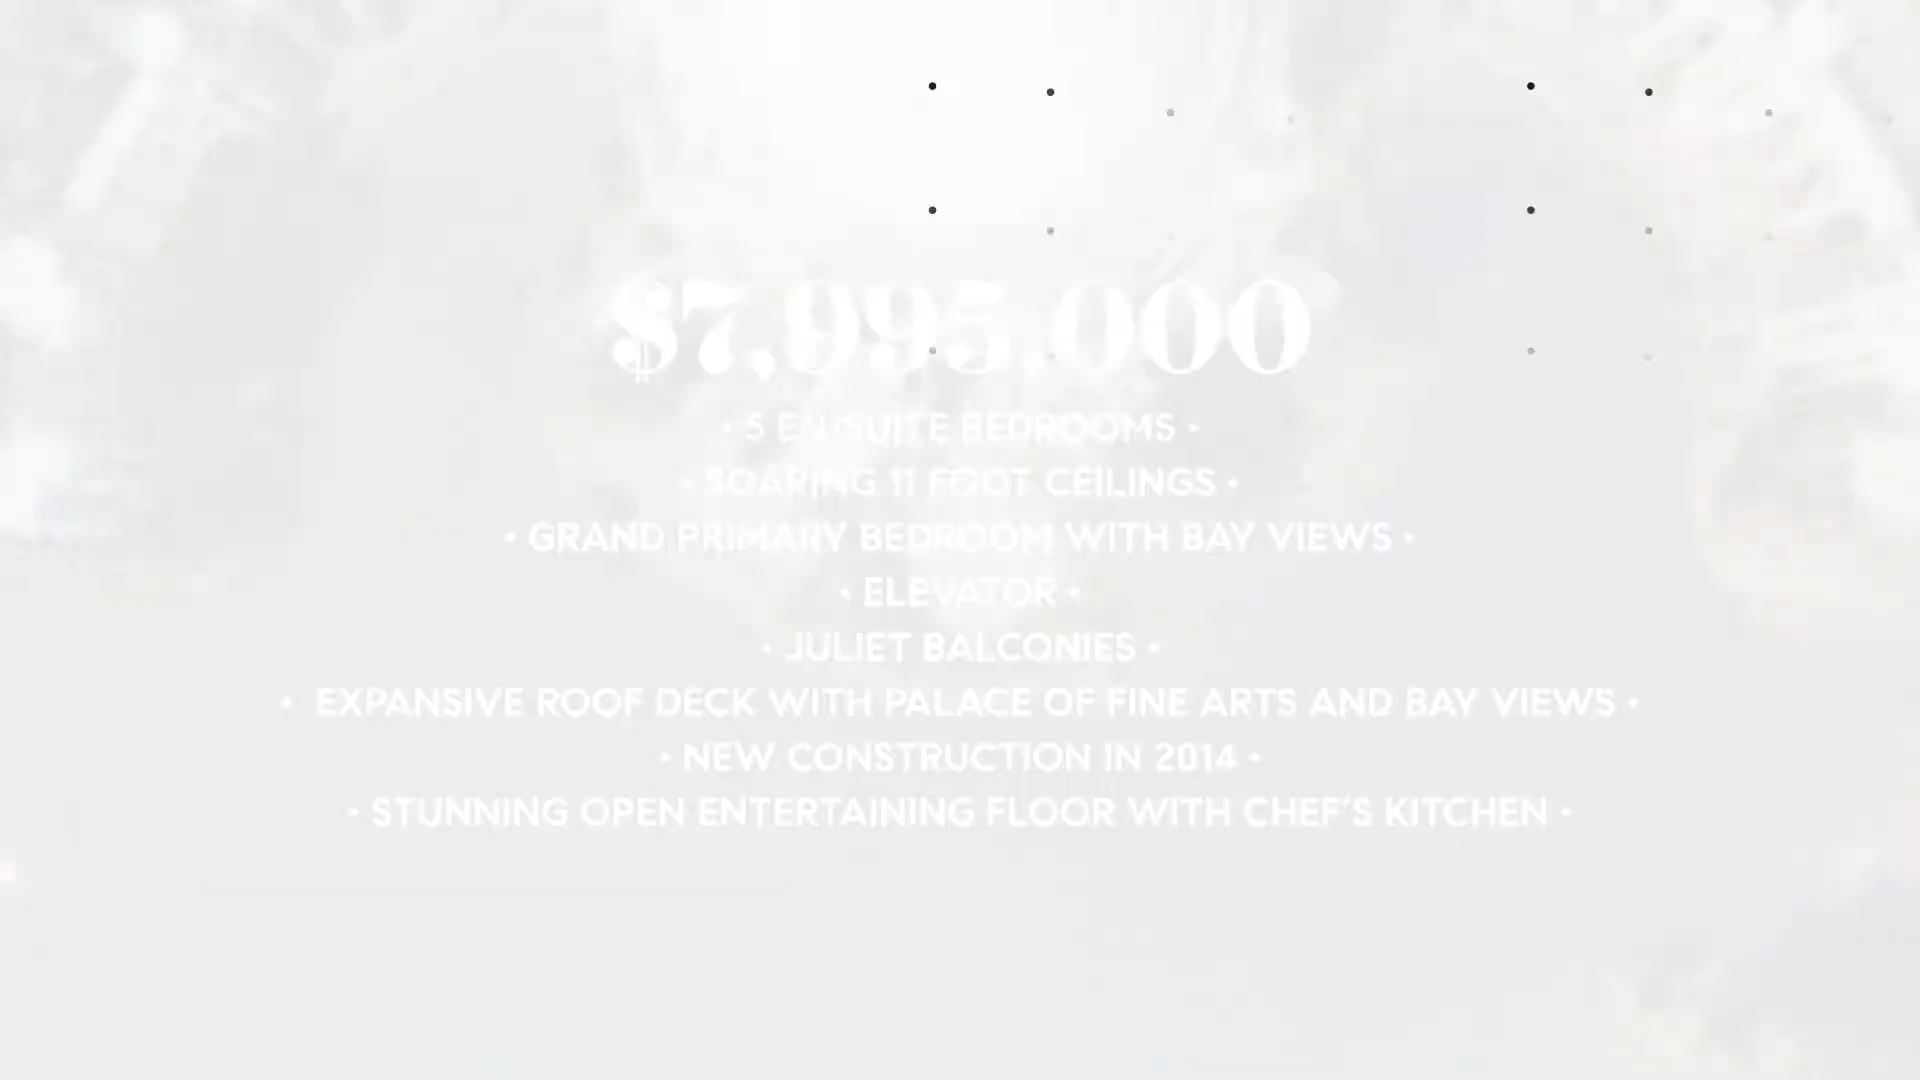 $7,995,000
• 5 EN-SUITE BEDROOMS •
• SOARING 11 FOOT CEILINGS •
• GRAND PRIMARY BEDROOM WITH BAY VIEWS •
• ELEVATOR •
• JULIET BALCONIES •
• EXPANSIVE ROOF DECK WITH PALACE OF FINE ARTS AND BAY VIEWS •
• NEW CONSTRUCTION IN 2014 •
• STUNNING OPEN ENTERTAINING FLOOR WITH CHEF'S KITCHEN •